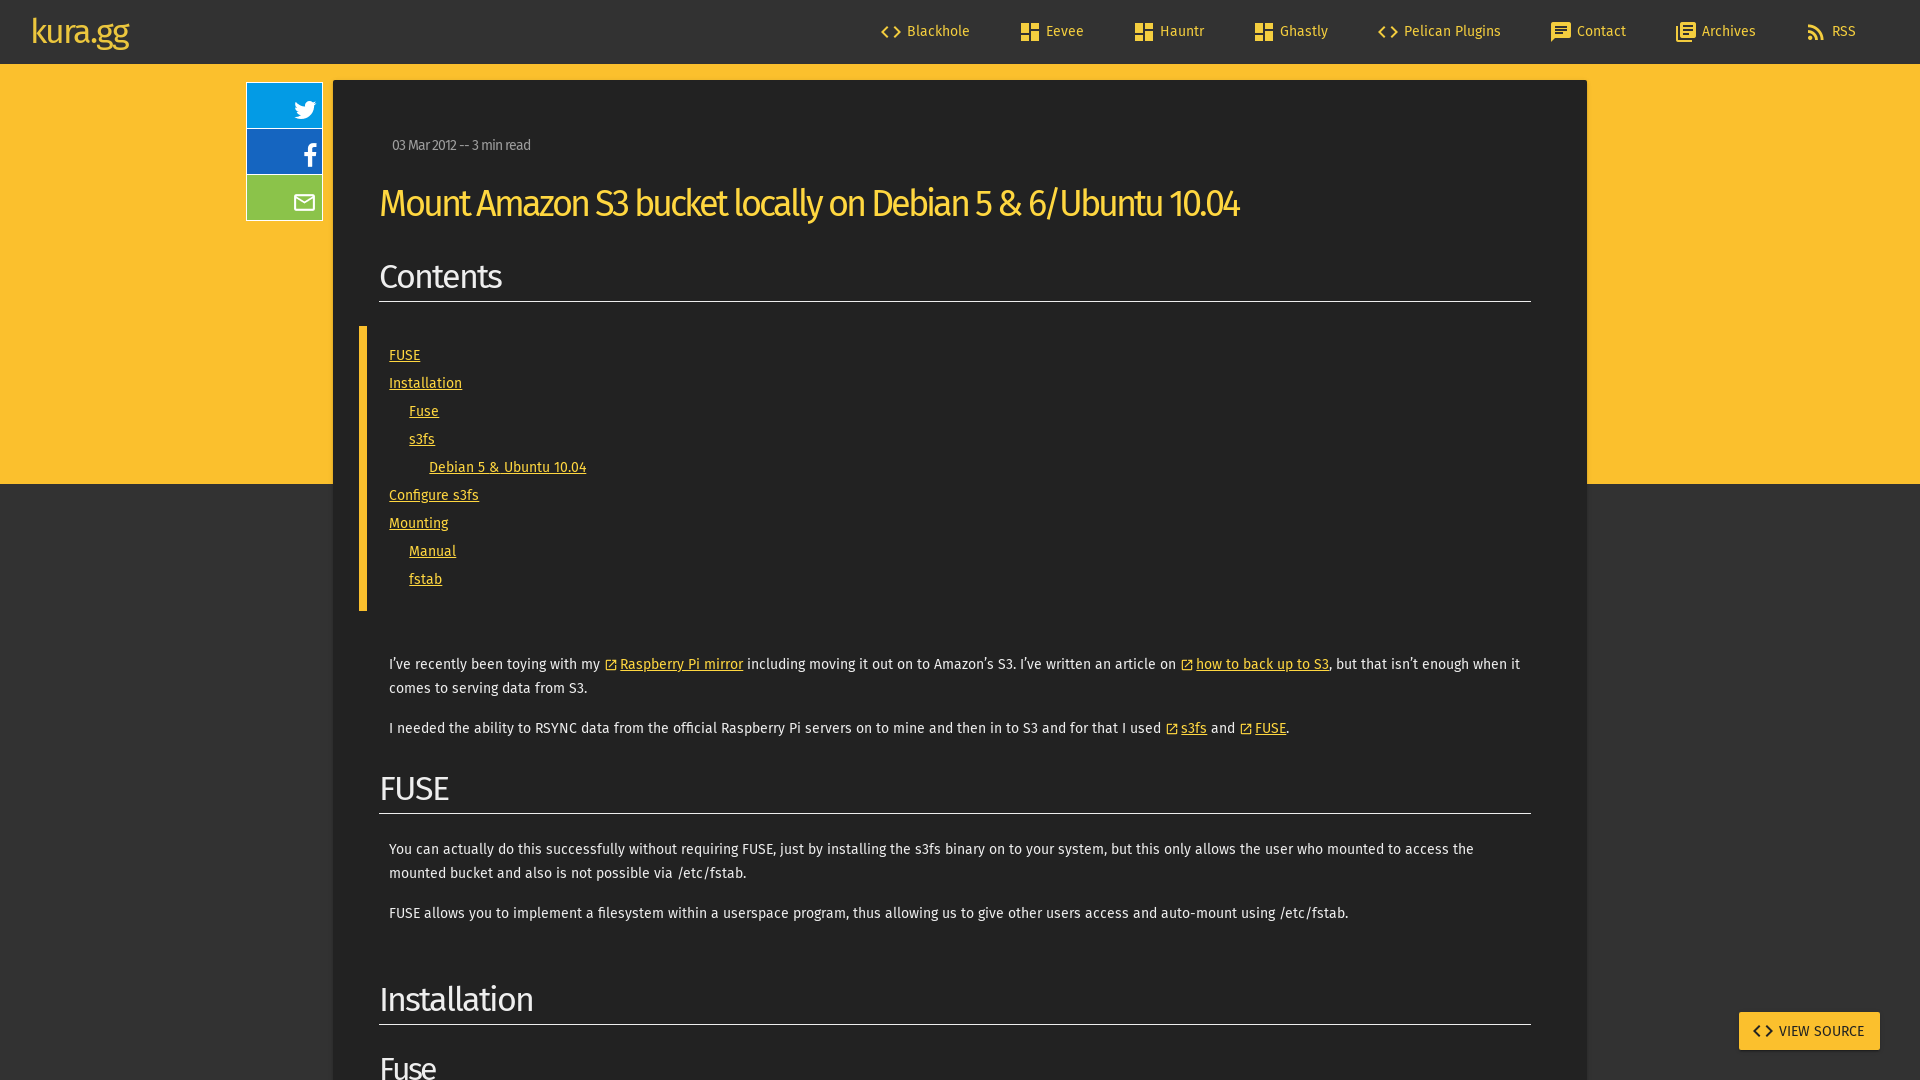 kura.gg
Blackhole
Eevee
Hauntr
Ghastly
Pelican Plugins
Contact
Archives
RSS
03 Mar 2012 -- 3 min read
Mount Amazon S3 bucket locally on Debian 5 & 6/Ubuntu 10.04
Contents
FUSE
Installation
Fuse
s3fs
Debian 5 & Ubuntu 10.04
Configure s3fs
Mounting
Manual
fstab
I’ve recently been toying with my Raspberry Pi mirror including moving it out on to Amazon’s S3. I’ve written an article on how to back up to S3, but that isn’t enough when it
comes to serving data from S3.
I needed the ability to RSYNC data from the official Raspberry Pi servers on to mine and then in to S3 and for that I used s3fs and FUSE.
FUSE
You can actually do this successfully without requiring FUSE, just by installing the s3fs binary on to your system, but this only allows the user who mounted to access the
mounted bucket and also is not possible via /etc/fstab.
FUSE allows you to implement a filesystem within a userspace program, thus allowing us to give other users access and auto-mount using /etc/fstab.
Installation
Fuse
VIEW SOURCE